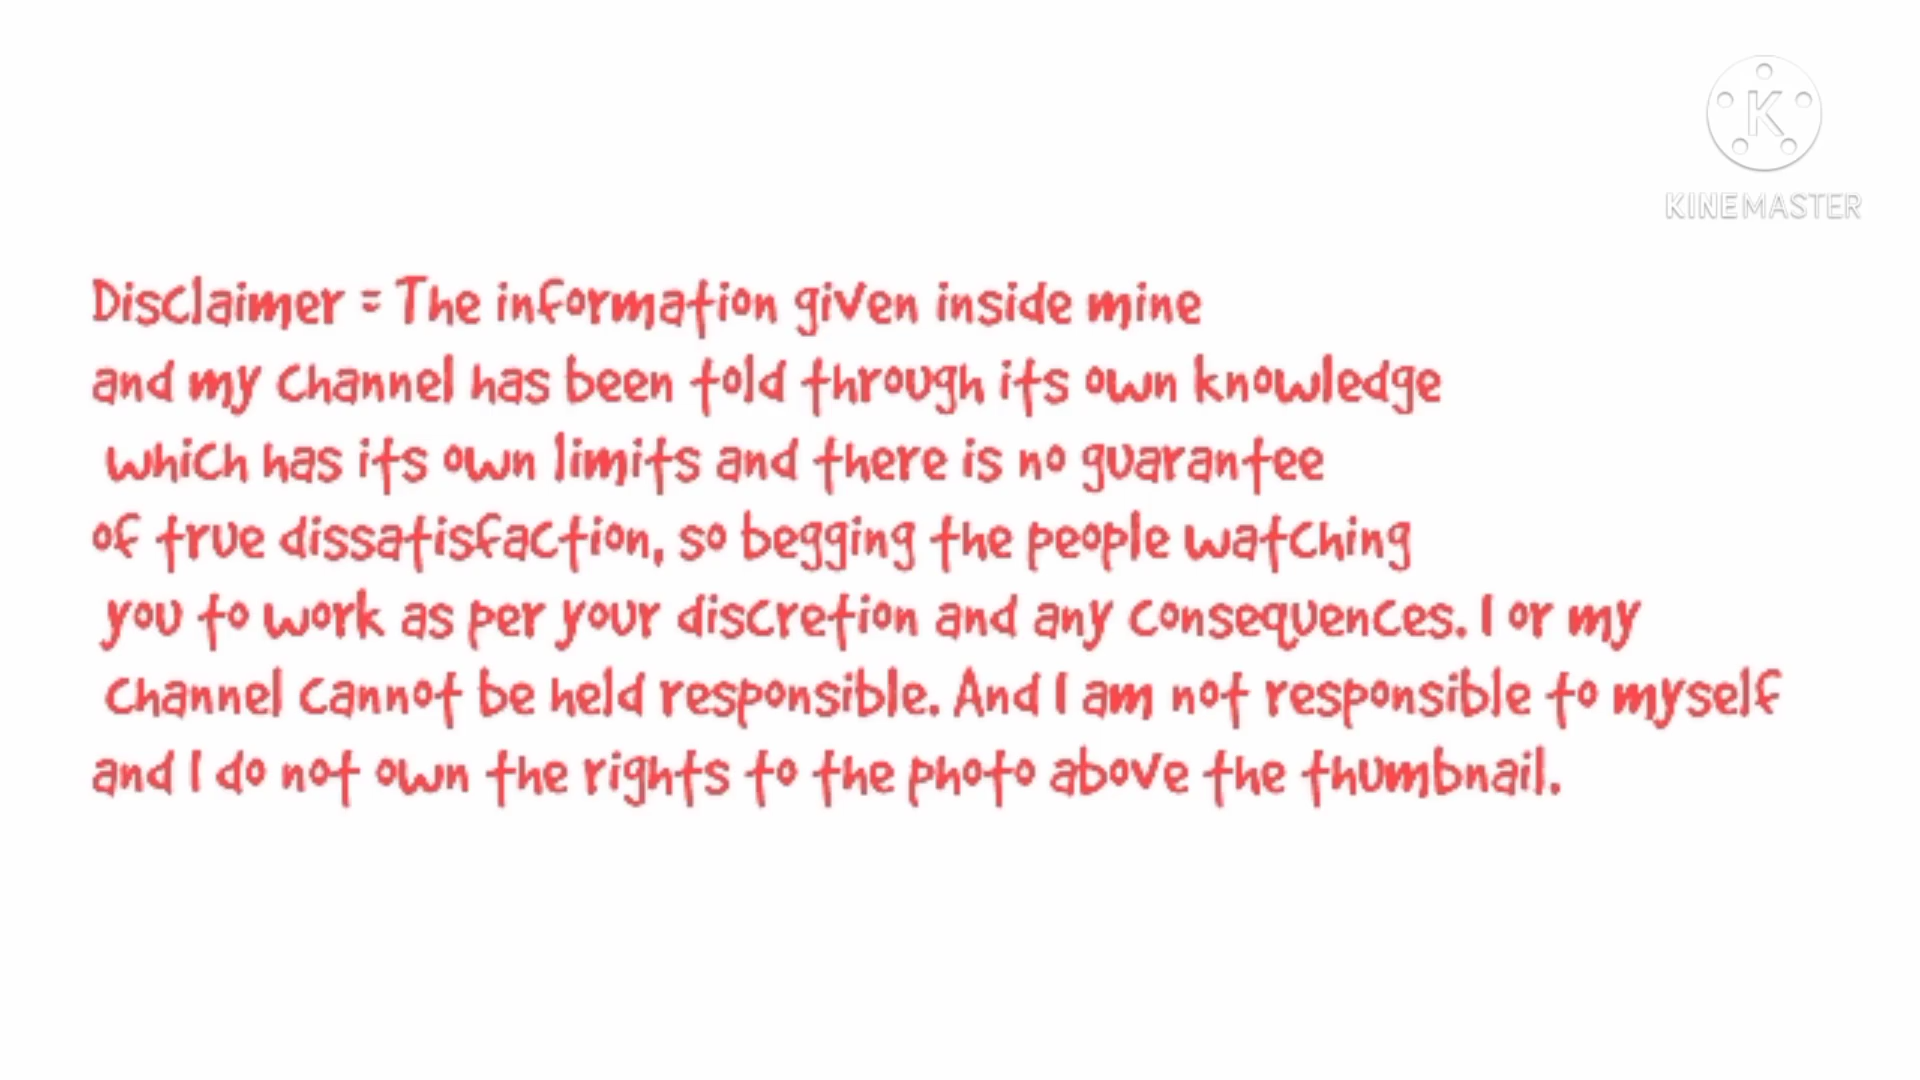 K
KINEMASTER
Disclaimer = The information given inside mine
and my channel has been told through its own knowledge
which has its own limits and there is no guarantee
of true dissatisfaction, so begging the people watching
you to work as per your discretion and any consequences. I or my
channel cannot be held responsible. And I am not responsible to myself
and I do not own the rights to the photo above the thumbnail.